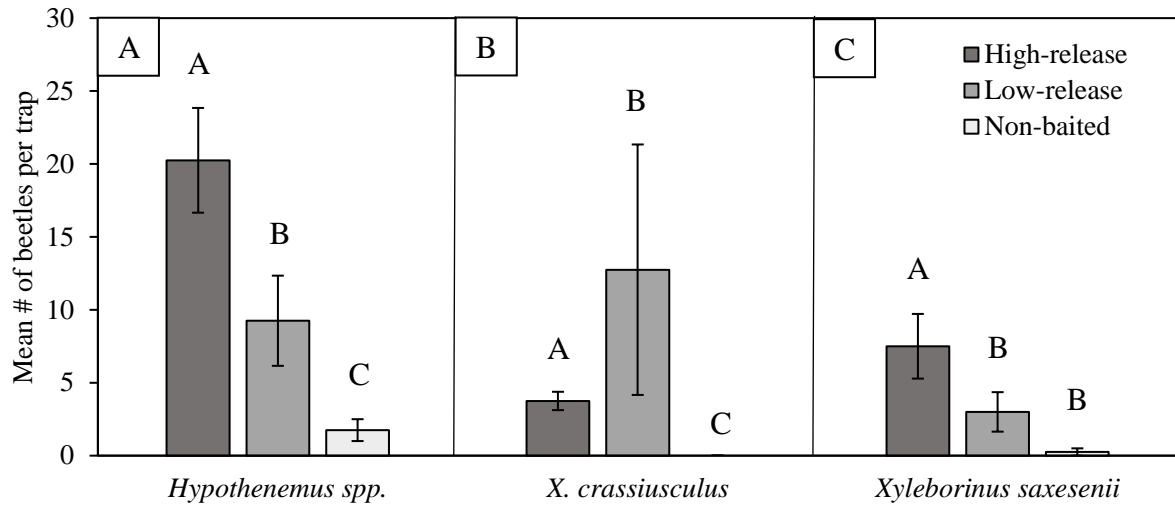 Mean # of beetles per trap
30
25
20
15
10
5
0
A
A
B
C
B
A
B
C
C
A
B
B
High-release
Low-release
Non-baited
Hypothenemus spp.
X. crassiusculus
Xyleborinus saxesenii